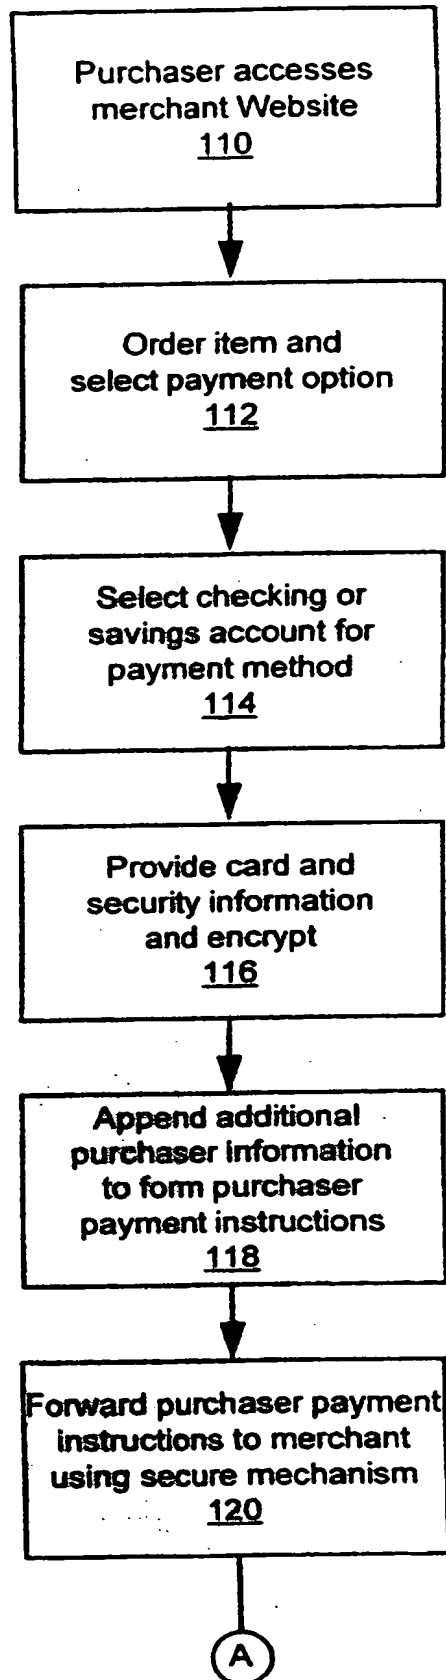 Purchaser accesses
merchant Website
110
Order item and
select payment option
112
Select checking or
savings account for
payment method
114
Provide card and
security information
and encrypt
116
Append additional
purchaser information
to form purchaser
payment instructions
118
Forward purchaser payment
instructions to merchant
using secure mechanism
120
A